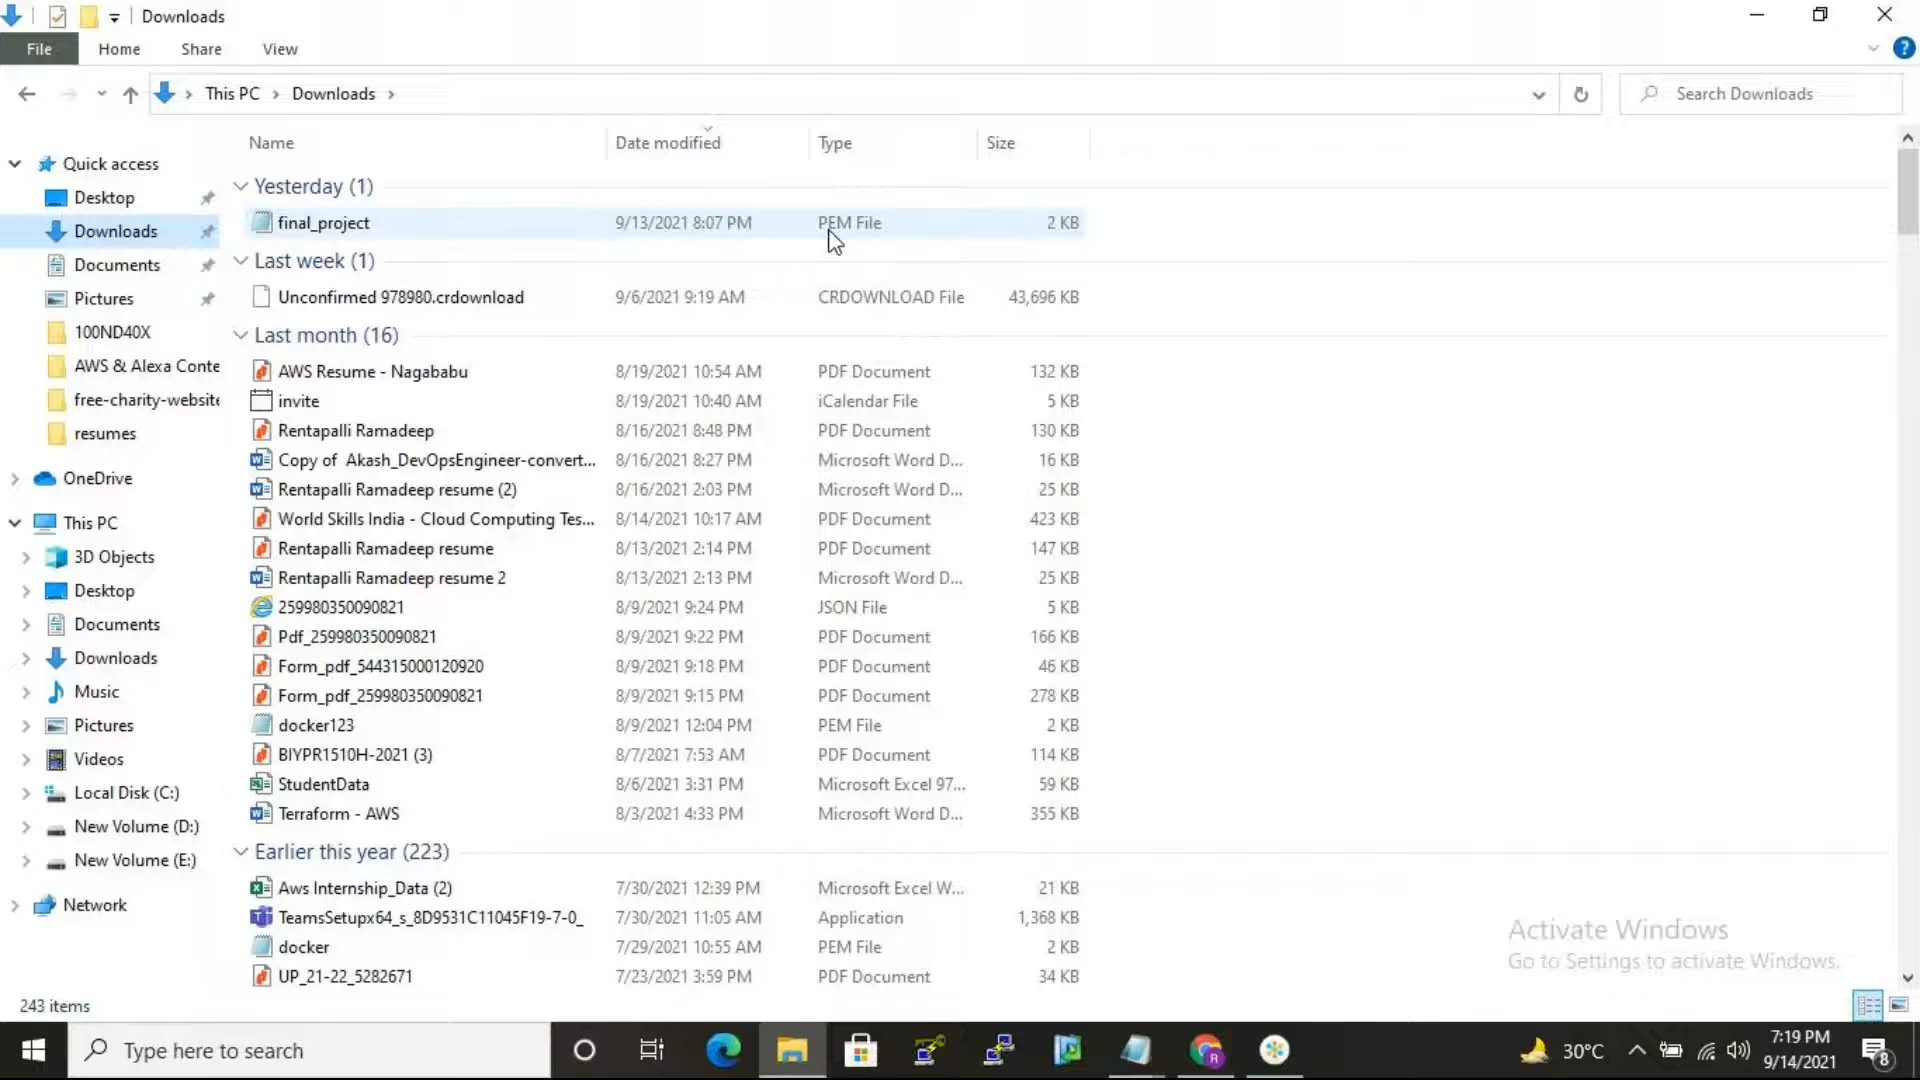 Downloads
File Home Share View
This PC Downloads
Search Downloads
Name Date modified Type Size
Quick access
Desktop
Downloads
Documents
Pictures
100ND40X
AWS & Alexa Conte
free-charity-website
resumes
OneDrive
This PC
3D Objects
Desktop
Documents
Downloads
Music
Pictures
Videos
Local Disk (C:)
New Volume (D:)
New Volume (E:)
Network
Yesterday (1)
final_project 9/13/2021 8:07 PM PEM File 2 KB
Last week (1)
Unconfirmed 978980.crdownload 9/6/2021 9:19 AM CRDOWNLOAD File 43,696 KB
Last month (16)
AWS Resume - Nagababu 8/19/2021 10:54 AM PDF Document 132 KB
invite 8/19/2021 10:40 AM iCalendar File 5 KB
Rentapalli Ramadeep 8/16/2021 8:48 PM PDF Document 130 KB
Copy of Akash_DevOpsEngineer-convert... 8/16/2021 8:27 PM Microsoft Word D... 16 KB
Rentapalli Ramadeep resume (2) 8/16/2021 2:03 PM Microsoft Word D... 25 KB
World Skills India - Cloud Computing Tes... 8/14/2021 10:17 AM PDF Document 423 KB
Rentapalli Ramadeep resume 8/13/2021 2:14 PM PDF Document 147 KB
Rentapalli Ramadeep resume 2 8/13/2021 2:13 PM Microsoft Word D... 25 KB
259980350090821 8/9/2021 9:24 PM JSON File 5 KB
Pdf_259980350090821 8/9/2021 9:22 PM PDF Document 166 KB
Form_pdf_544315000120920 8/9/2021 9:18 PM PDF Document 46 KB
Form_pdf_259980350090821 8/9/2021 9:15 PM PDF Document 278 KB
docker123 8/9/2021 12:04 PM PEM File 2 KB
BIYPR1510H-2021 (3) 8/7/2021 7:53 AM PDF Document 114 KB
StudentData 8/6/2021 3:31 PM Microsoft Excel 97... 59 KB
Terraform - AWS 8/3/2021 4:33 PM Microsoft Word D... 355 KB
Earlier this year (223)
Aws Internship_Data (2) 7/30/2021 12:39 PM Microsoft Excel W... 21 KB
TeamsSetupx64_s_8D9531C11045F19-7-0_ 7/30/2021 11:05 AM Application 1,368 KB
docker 7/29/2021 10:55 AM PEM File 2 KB
UP_21-22_5282671 7/23/2021 3:59 PM PDF Document 34 KB
Activate Windows
Go to Settings to activate Windows.
243 items
Type here to search
30°C
7:19 PM
9/14/2021
8